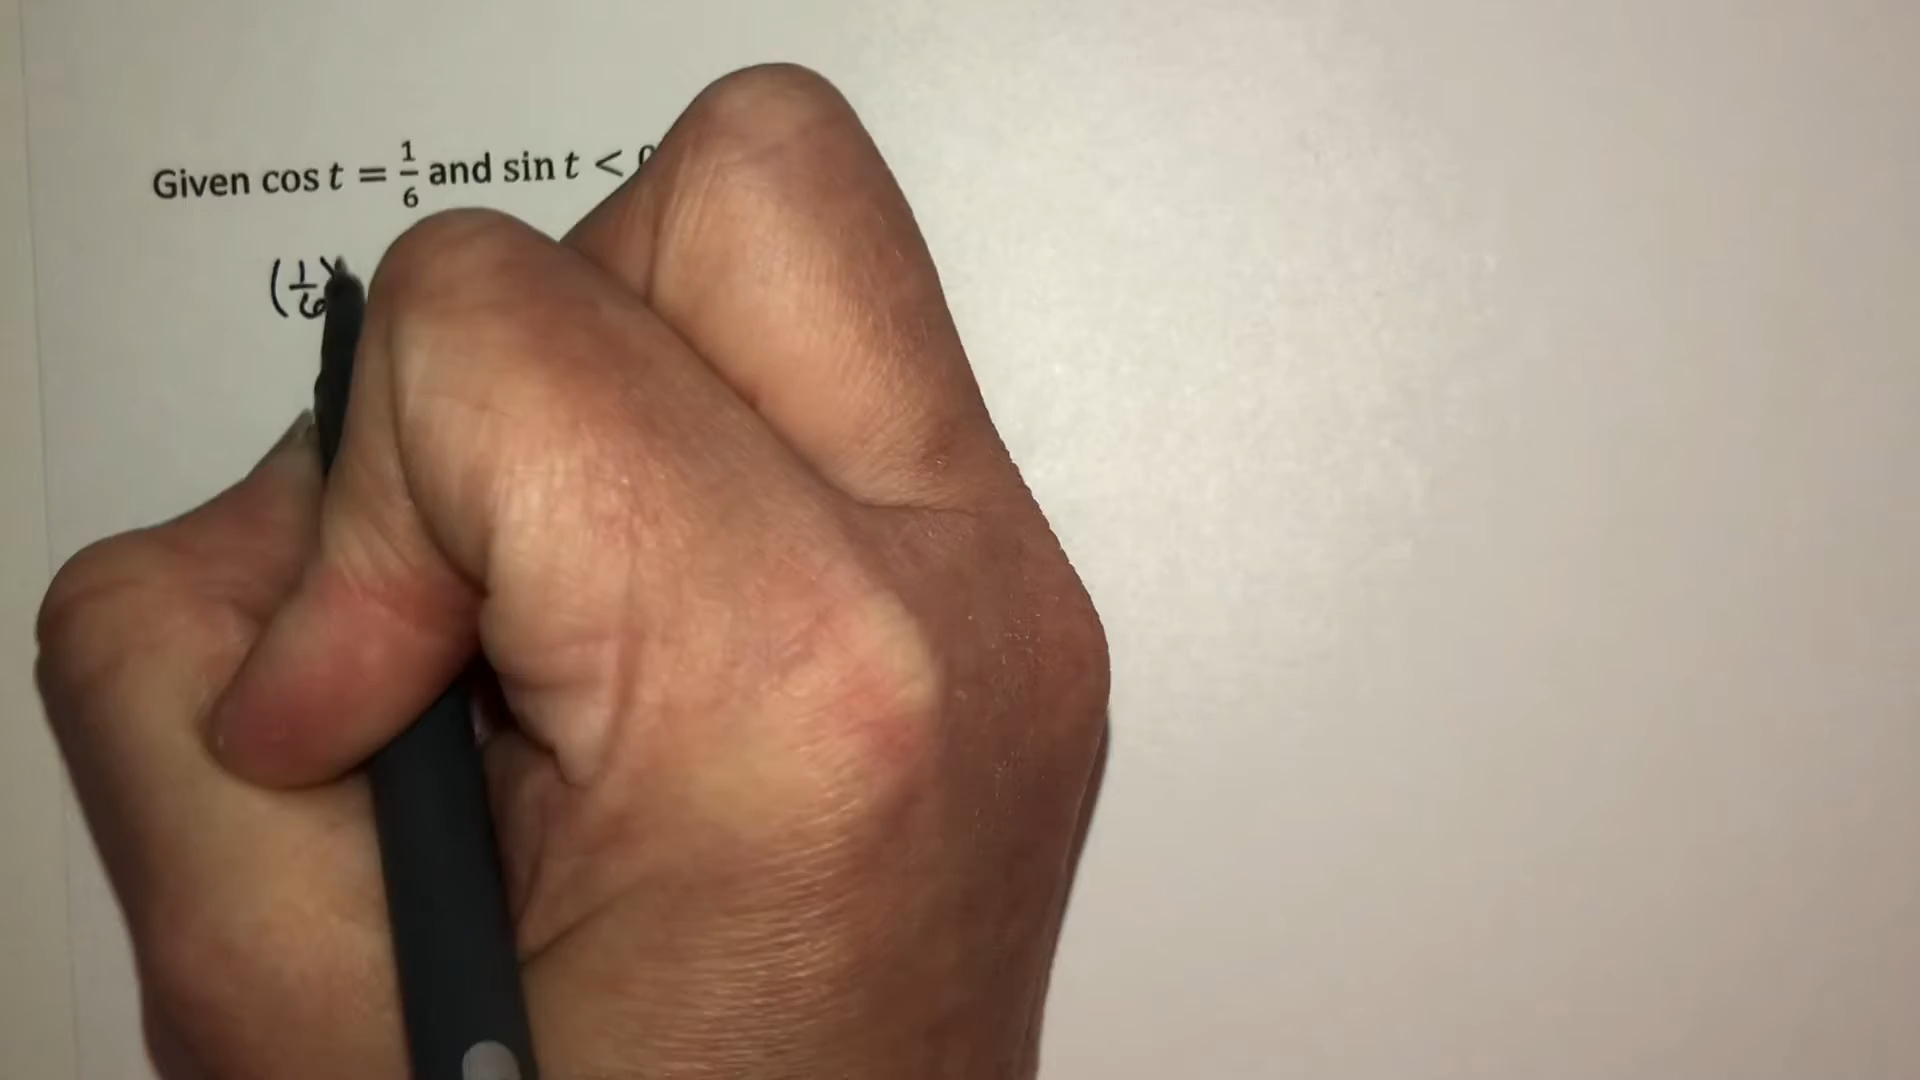 Given cos t = 1/6 and sin t <
(1/6)